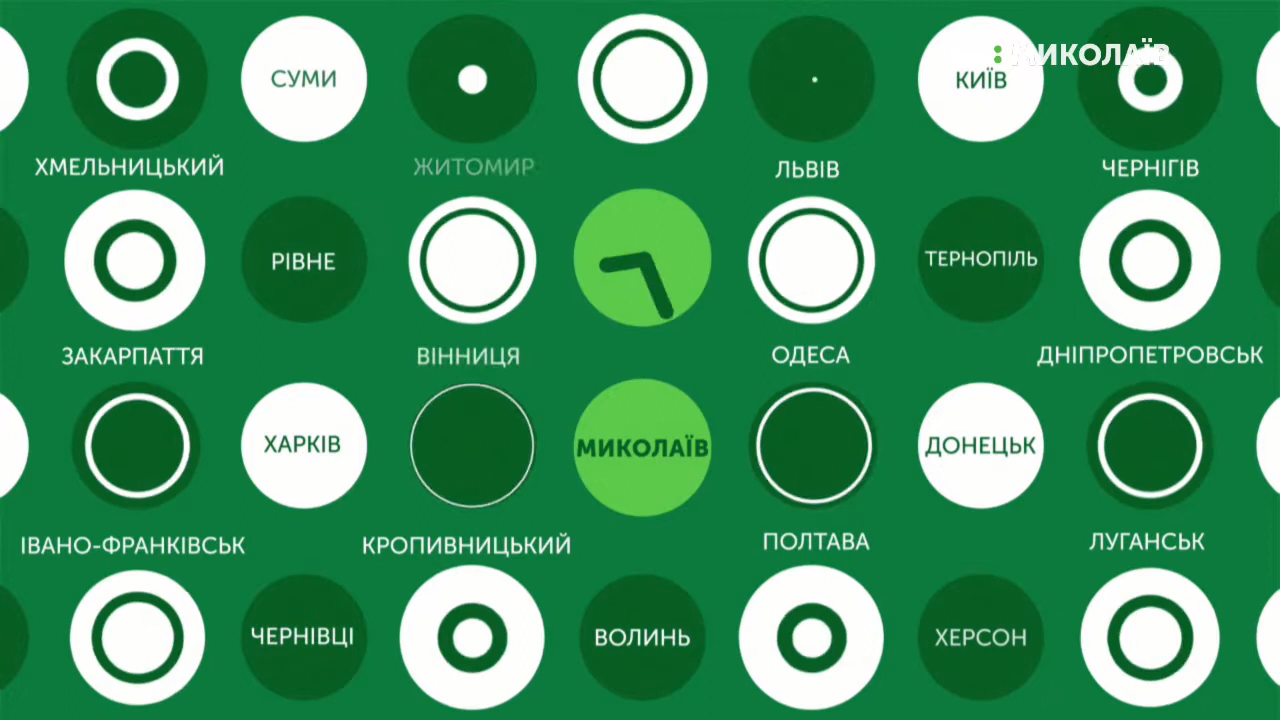 МИКОЛАЇВ
СУМИ
КИЇВ
ХМЕЛЬНИЦЬКИЙ
ЖИТОМИР
ЛЬВІВ
ЧЕРНІГІВ
РІВНЕ
ТЕРНОПІЛЬ
ЗАКАРПАТТЯ
ВІННИЦЯ
ОДЕСА
ДНІПРОПЕТРОВСЬК
ХАРКІВ
МИКОЛАЇВ
ДОНЕЦЬК
ІВАНО-ФРАНКІВСЬК
КРОПИВНИЦЬКИЙ
ПОЛТАВА
ЛУГАНСЬК
ЧЕРНІВЦІ
ВОЛИНЬ
ХЕРСОН